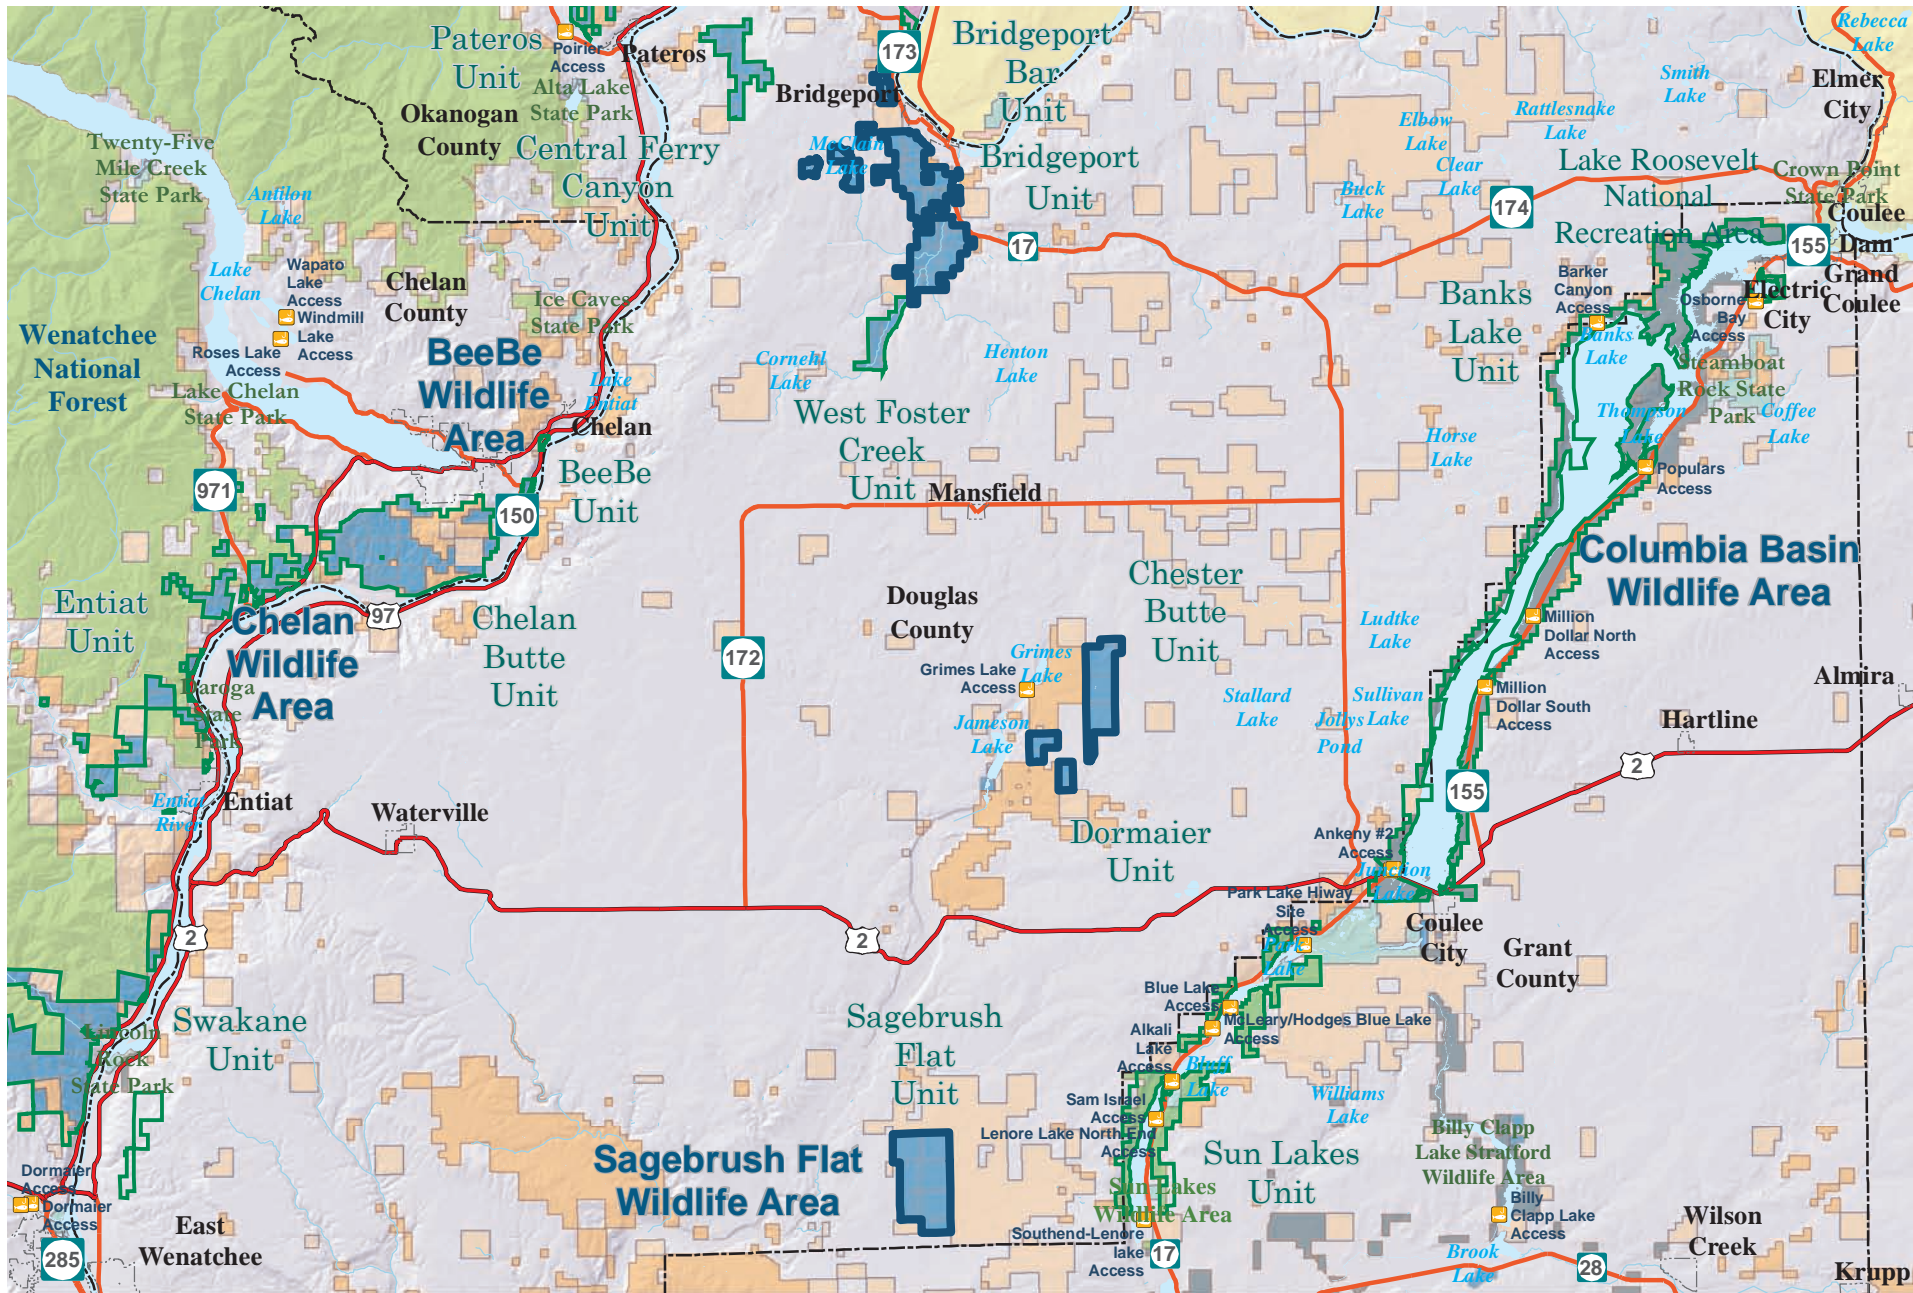 Pateros
Unit
Poirier
Access
Pateros
Alta Lake
State Park
Okanogan
County
Central Ferry
Canyon
Unit
173
Bridgeport
Bridgeport
Bar
Unit
McClain
Lake
Bridgeport
Unit
Elbow
Lake
Clear
Lake
Rattlesnake
Lake
Smith
Lake
Rebecca
Lake
Elmer
City
Buck
Lake
174
Lake Roosevelt
National
Recreation Area
Crown Point
State Park
Coulee
Dam
155
Grand
Coulee
Electric
City
Twenty-Five
Mile Creek
State Park
Antilon
Lake
Lake
Chelan
Wapato
Lake
Access
Windmill
Lake
Access
Roses Lake
Access
Chelan
County
Ice Caves
State Park
17
Barker
Canyon
Access
Osborne
Bay
Access
Banks
Lake
Unit
Banks
Lake
Steamboat
Rock State
Park
Thompson
Lake
Coffee
Lake
Wenatchee
National
Forest
Lake Chelan
State Park
BeeBe
Wildlife
Area
Lake
Entiat
Chelan
Cornehl
Lake
Henton
Lake
West Foster
Creek
Unit
Horse
Lake
Populars
Access
971
150
BeeBe
Unit
Mansfield
Columbia Basin
Wildlife Area
Entiat
Unit
Chelan
Wildlife
Area
97
Chelan
Butte
Unit
Douglas
County
Chester
Butte
Unit
Ludtke
Lake
Million
Dollar North
Access
172
Grimes Lake
Access
Grimes
Lake
Jameson
Lake
Stallard
Lake
Sullivan
Lake
Jollys
Pond
Million
Dollar South
Access
Almira
Hartline
Daroga
State
Park
Entiat
River
Entiat
Waterville
2
155
Dormaier
Unit
Ankeny #2
Access
Junction
Lake
Park Lake Hiway
Site
Access
Park
Lake
Coulee
City
Grant
County
2
2
Swakane
Unit
Lincoln
Rock
State Park
Sagebrush
Flat
Unit
Blue Lake
Access
McLeary/Hodges Blue Lake
Access
Alkali
Lake
Access
Bluff
Lake
Williams
Lake
Sam Israel
Access
Lenore Lake North End
Access
Billy Clapp
Lake Stratford
Wildlife Area
Sagebrush Flat
Wildlife Area
Sun Lakes
Unit
Sun Lakes
Wildlife Area
Billy
Clapp Lake
Access
Dormaier
Access
Dormaier
Access
East
Wenatchee
Southend-Lenore
lake
Access
17
Brook
Lake
28
Wilson
Creek
Krupp
285